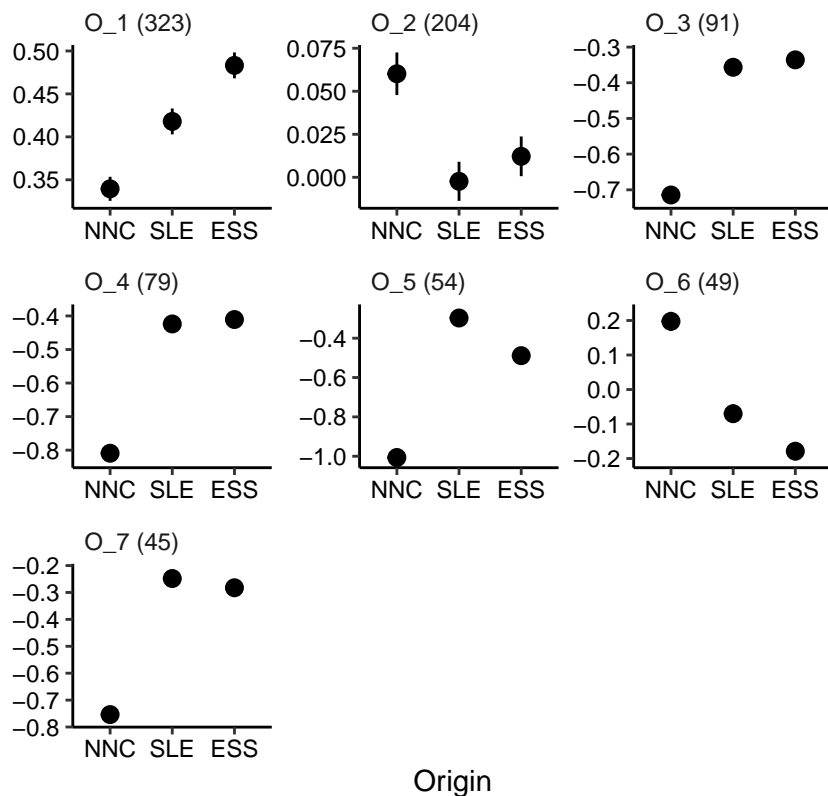 O_1 (323)
0.50
0.45
0.40
0.35
NNC SLE ESS
O_2 (204)
0.075
0.050
0.025
0.000
NNC SLE ESS
O_3 (91)
−0.3
−0.4
−0.5
−0.6
−0.7
NNC SLE ESS
O_4 (79)
−0.4
−0.5
−0.6
−0.7
−0.8
NNC SLE ESS
O_5 (54)
−0.4
−0.6
−0.8
−1.0
NNC SLE ESS
O_6 (49)
0.2
0.1
0.0
−0.1
−0.2
NNC SLE ESS
O_7 (45)
−0.2
−0.3
−0.4
−0.5
−0.6
−0.7
−0.8
NNC SLE ESS
Origin